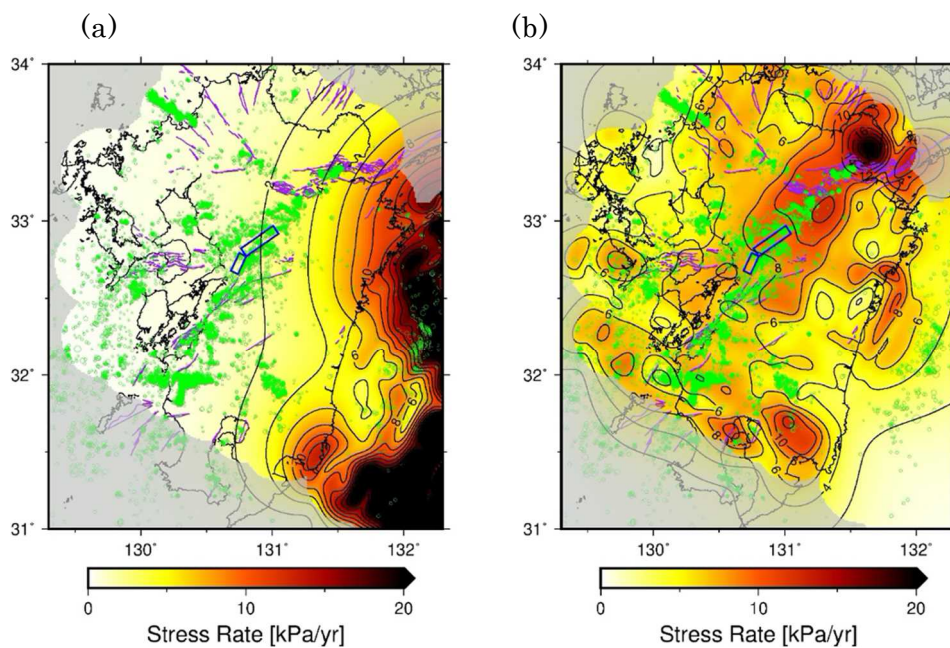 (a)
(b)
34° 34°
33° 33°
32° 32°
31° 31°
130° 131° 132° 130° 131° 132°
0 10 20 0 10 20
Stress Rate [kPa/yr] Stress Rate [kPa/yr]